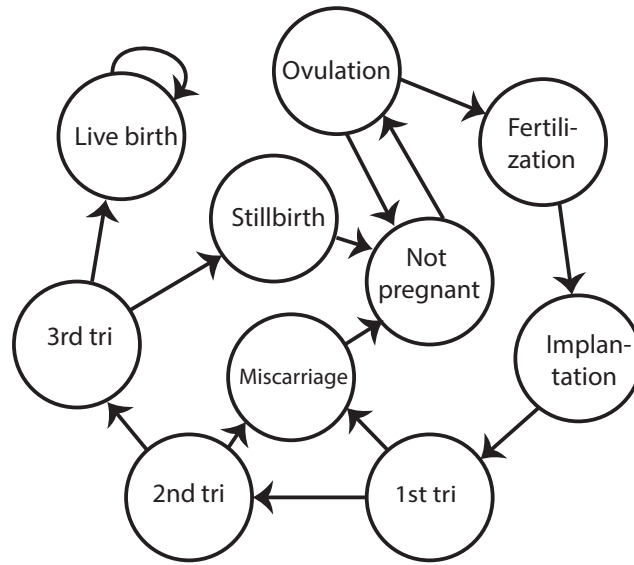 Ovulation
Live birth
Fertili-
zation
Stillbirth
Not
pregnant
3rd tri
Implan-
tation
Miscarriage
2nd tri
1st tri